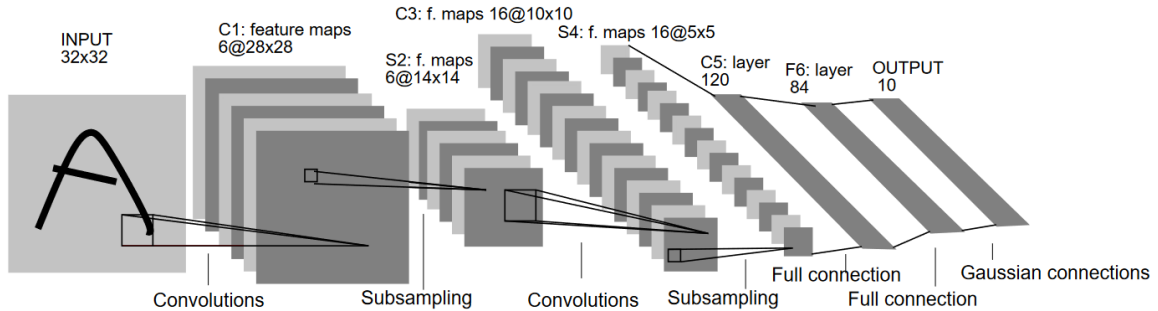 INPUT
32x32
C1: feature maps
6@28x28
S2: f. maps
6@14x14
C3: f. maps 16@10x10
S4: f. maps 16@5x5
C5: layer
120
F6: layer
84
OUTPUT
10
Convolutions
Subsampling
Convolutions
Subsampling
Full connection
Full connection
Gaussian connections